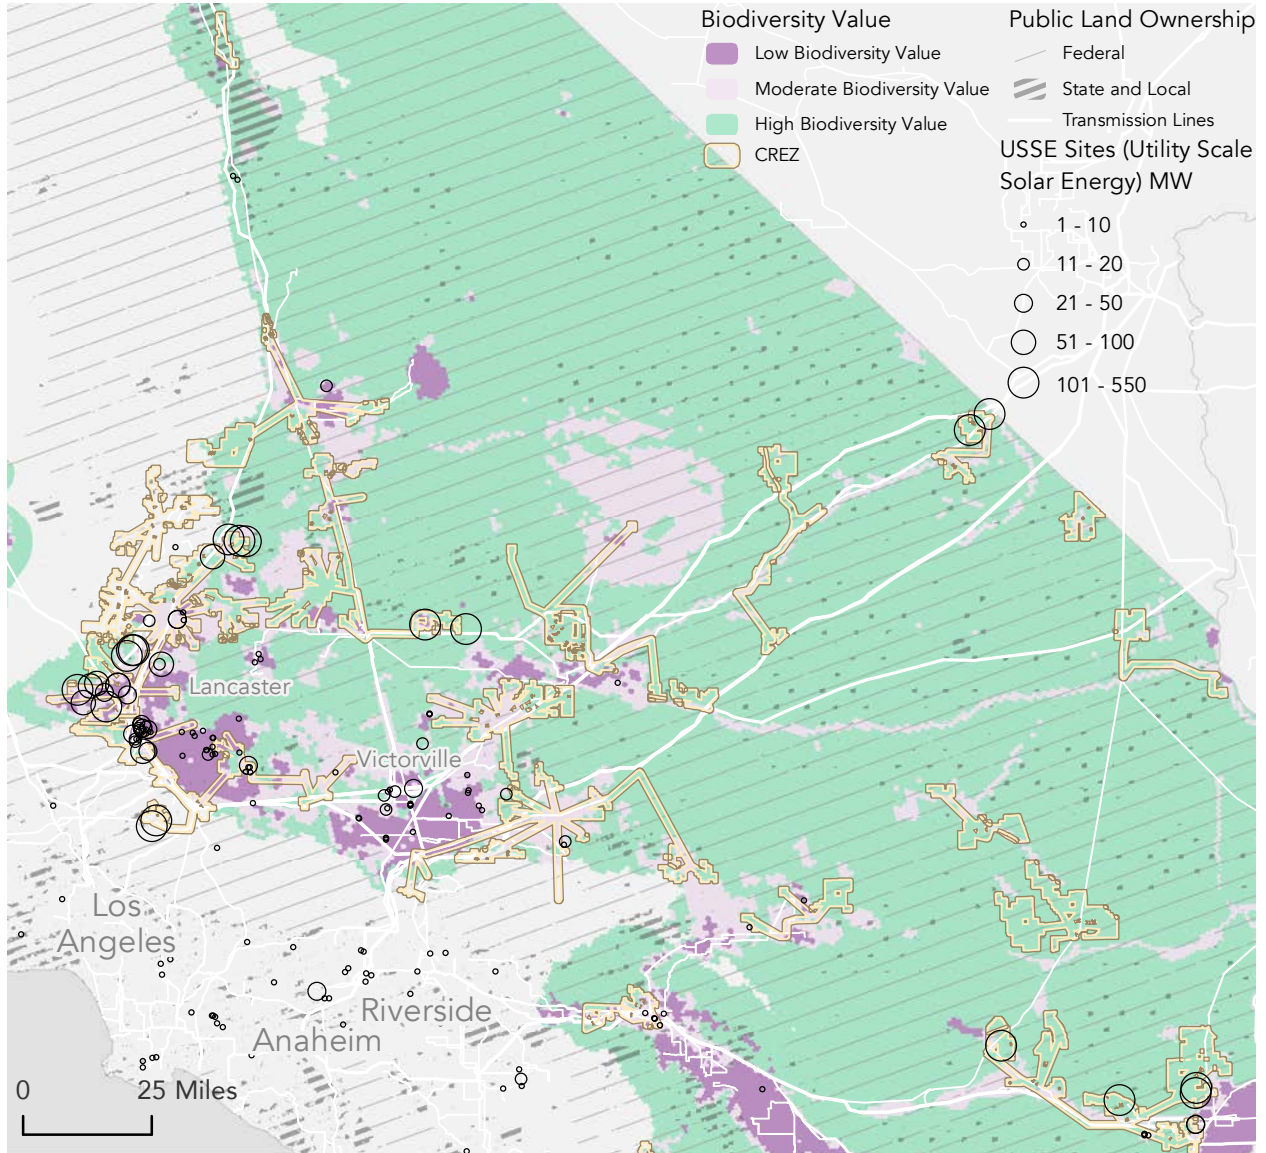 Biodiversity Value
Low Biodiversity Value
Moderate Biodiversity Value
High Biodiversity Value
CREZ
Public Land Ownership
Federal
State and Local
Transmission Lines
USSE Sites (Utility Scale
Solar Energy) MW
1 - 10
11 - 20
21 - 50
51 - 100
101 - 550
Lancaster
Victorville
Los
Angeles
Riverside
Anaheim
0 25 Miles